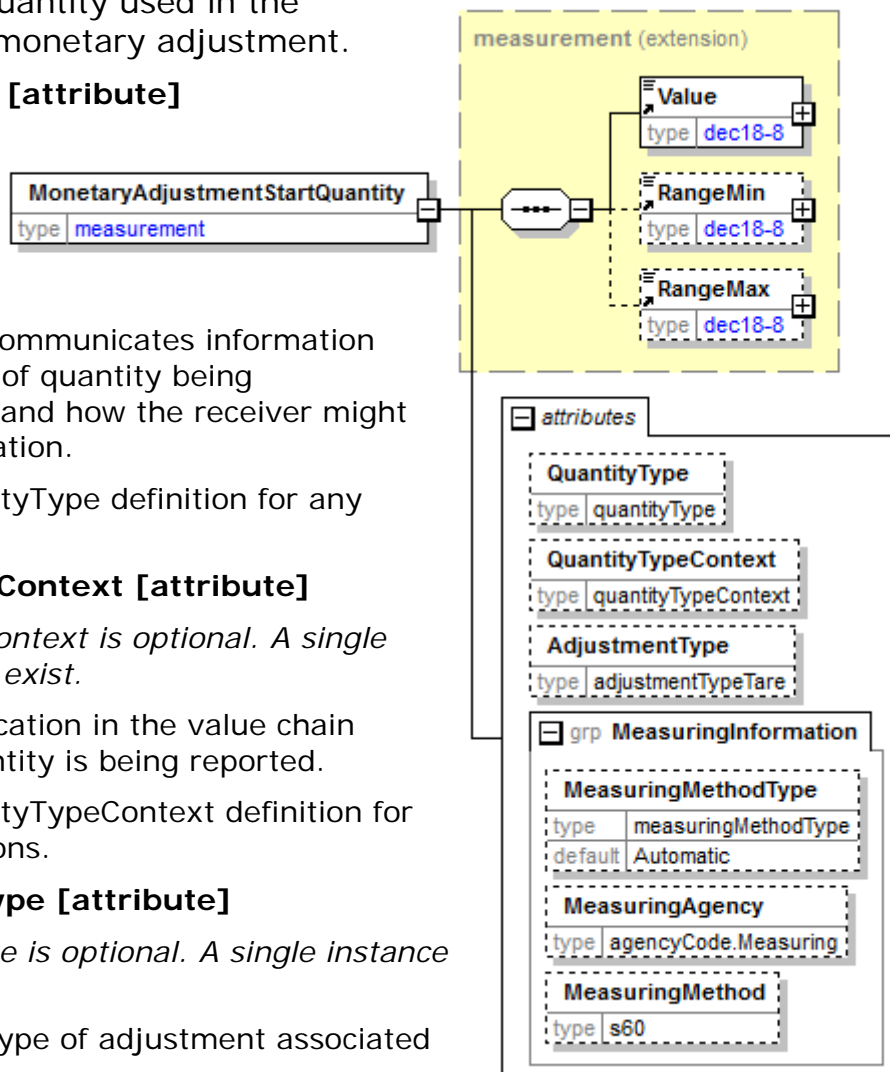 uantity used in the
monetary adjustment.
[attribute]
ommunicates information
of quantity being
and how the receiver might
ation.
tyType definition for any
Context [attribute]
ontext is optional. A single
exist.
cation in the value chain
ntity is being reported.
tyTypeContext definition for
ons.
ype [attribute]
e is optional. A single instance
ype of adjustment associated
MonetaryAdjustmentStartQuantity
type measurement
measurement (extension)
Value
type dec18-8
RangeMin
type dec18-8
RangeMax
type dec18-8
attributes
QuantityType
type quantityType
QuantityTypeContext
type quantityTypeContext
AdjustmentType
type adjustmentTypeTare
grp MeasuringInformation
MeasuringMethodType
type measuringMethodType
default Automatic
MeasuringAgency
type agencyCode.Measuring
MeasuringMethod
type s60